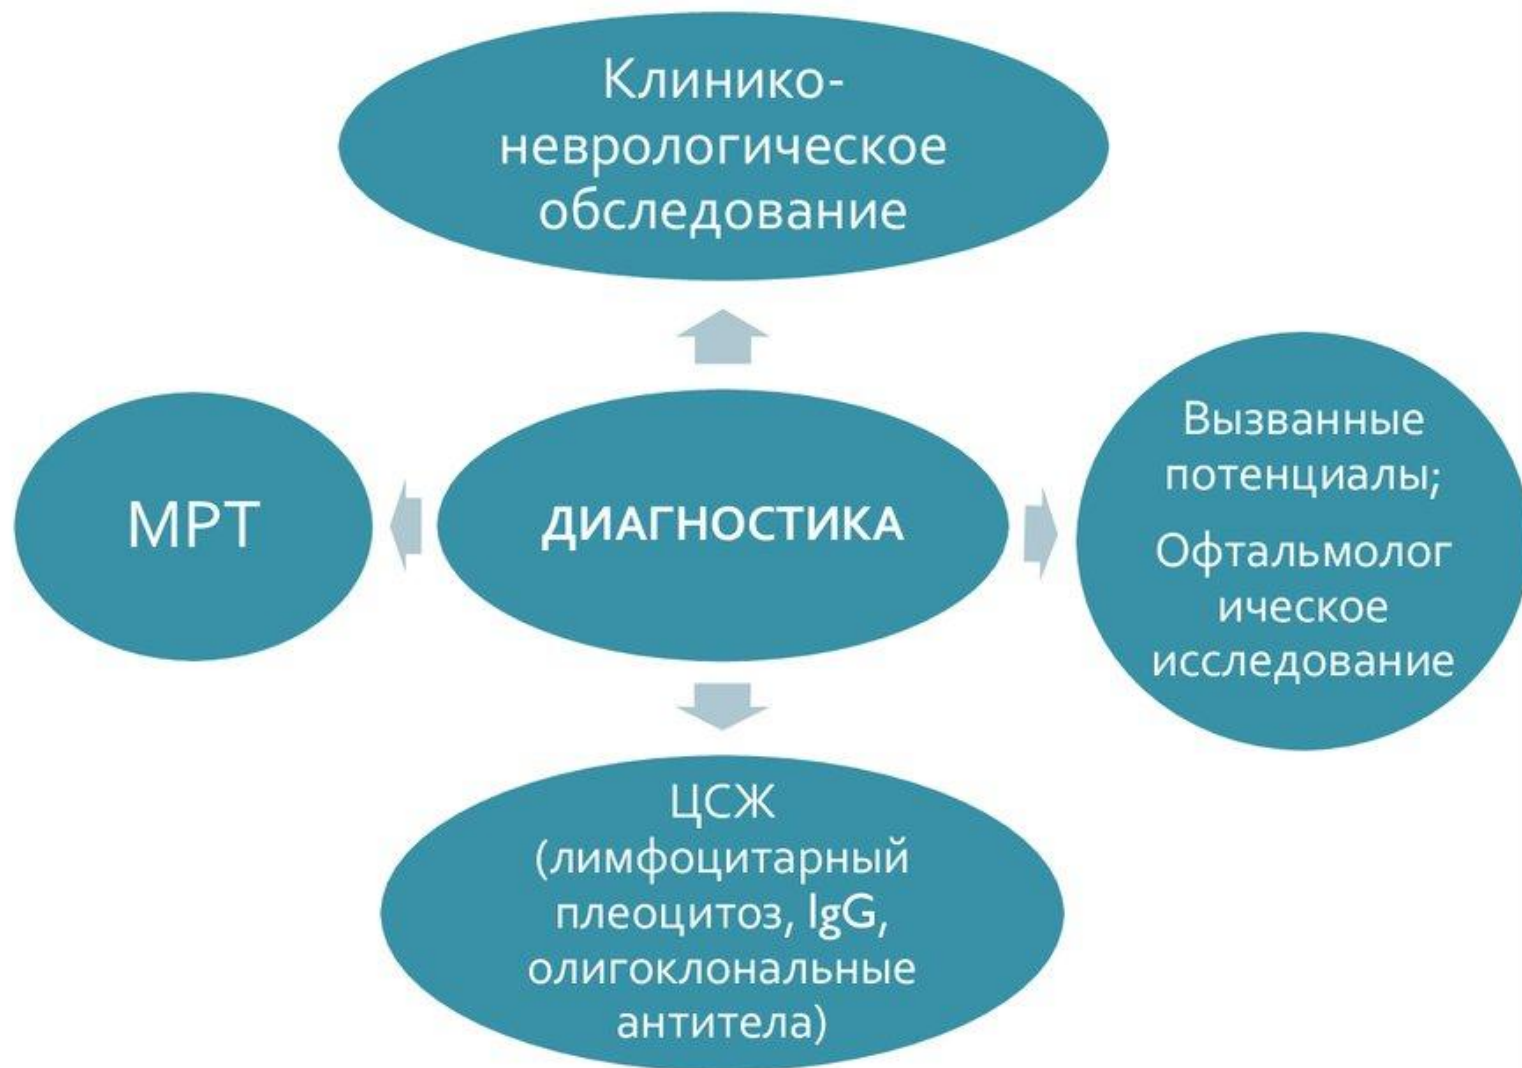 Клинико-
неврологическое
обследование
МРТ
ДИАГНОСТИКА
Вызванные
потенциалы;
Офтальмолог
ическое
исследование
ЦСЖ
(лимфоцитарный
плеоцитоз, IgG,
олигоклональные
антитела)